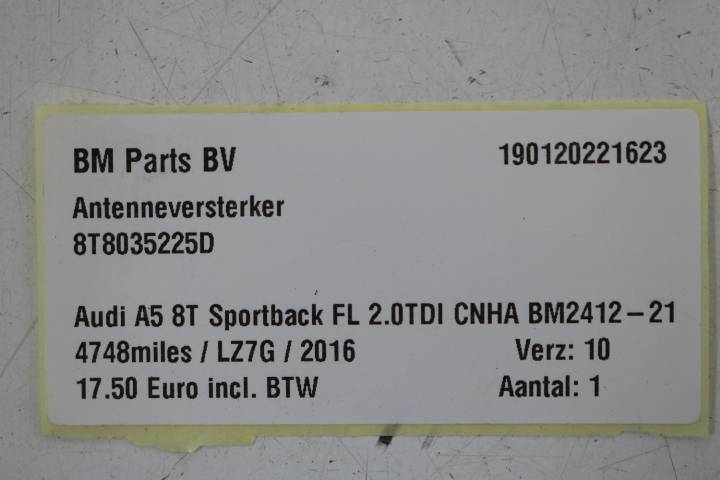 BM Parts BV 190120221623
Antenneversterker
8T8035225D
Audi A5 8T Sportback FL 2.0TDI CNHA BM2412-21
4748miles / LZ7G / 2016 Verz: 10
17.50 Euro incl. BTW Aantal: 1